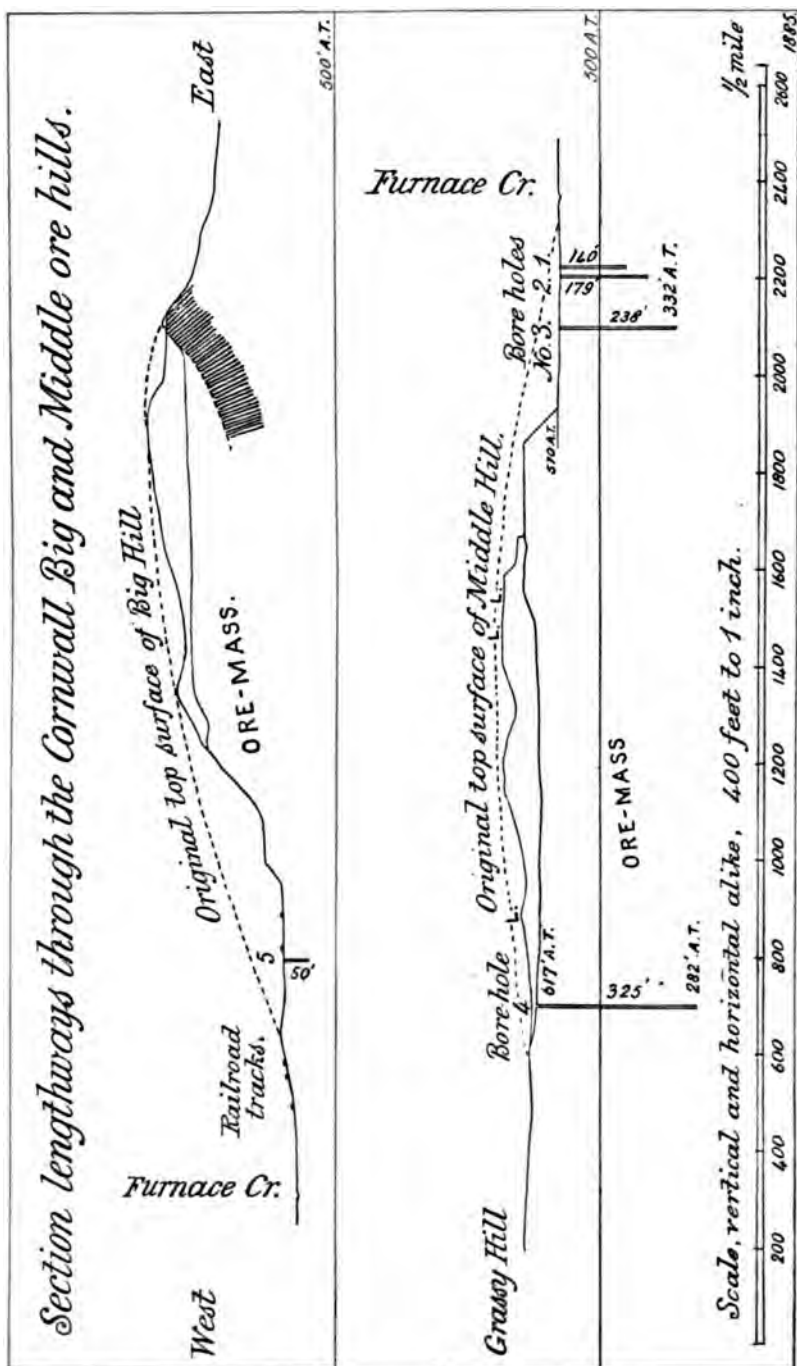 Section lengthways through the Cornwall Big and Middle ore hills.
West
East
Furnace Cr.
Railroad
tracks.
5
50'
Original top surface of Big Hill
ORE-MASS.
500' A.T.
Grassy Hill
Bore hole
4
617' A.T.
325'
282' A.T.
Original top surface of Middle Hill.
ORE-MASS
570 A.T.
Bore holes
No. 3. 2. 1.
238'
179'
140'
332' A.T.
Furnace Cr.
500 A.T.
Scale, vertical and horizontal alike, 400 feet to 1 inch.
1/2 mile
200 400 600 800 1000 1200 1400 1600 1800 2000 2200 2400 2600
1885.